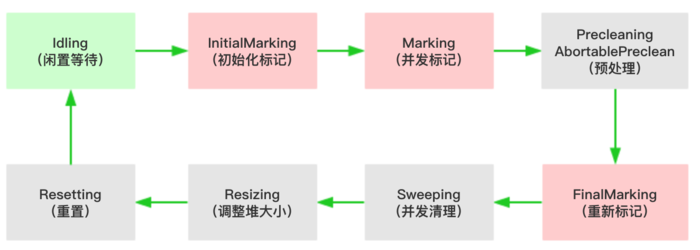 Idling
（闲置等待）
InitialMarking
（初始化标记）
Marking
（并发标记）
Precleaning
AbortablePreclean
（预处理）
Resetting
（重置）
Resizing
（调整堆大小）
Sweeping
（并发清理）
FinalMarking
（重新标记）